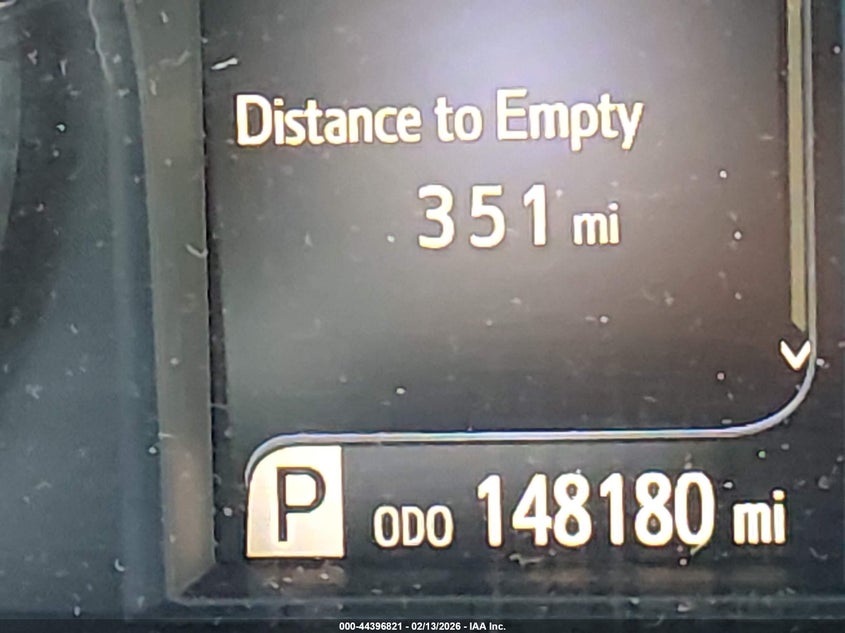 Distance to Empty
351 mi
P ODO 148180 mi
000-44396821 - 02/13/2026 - IAA Inc.